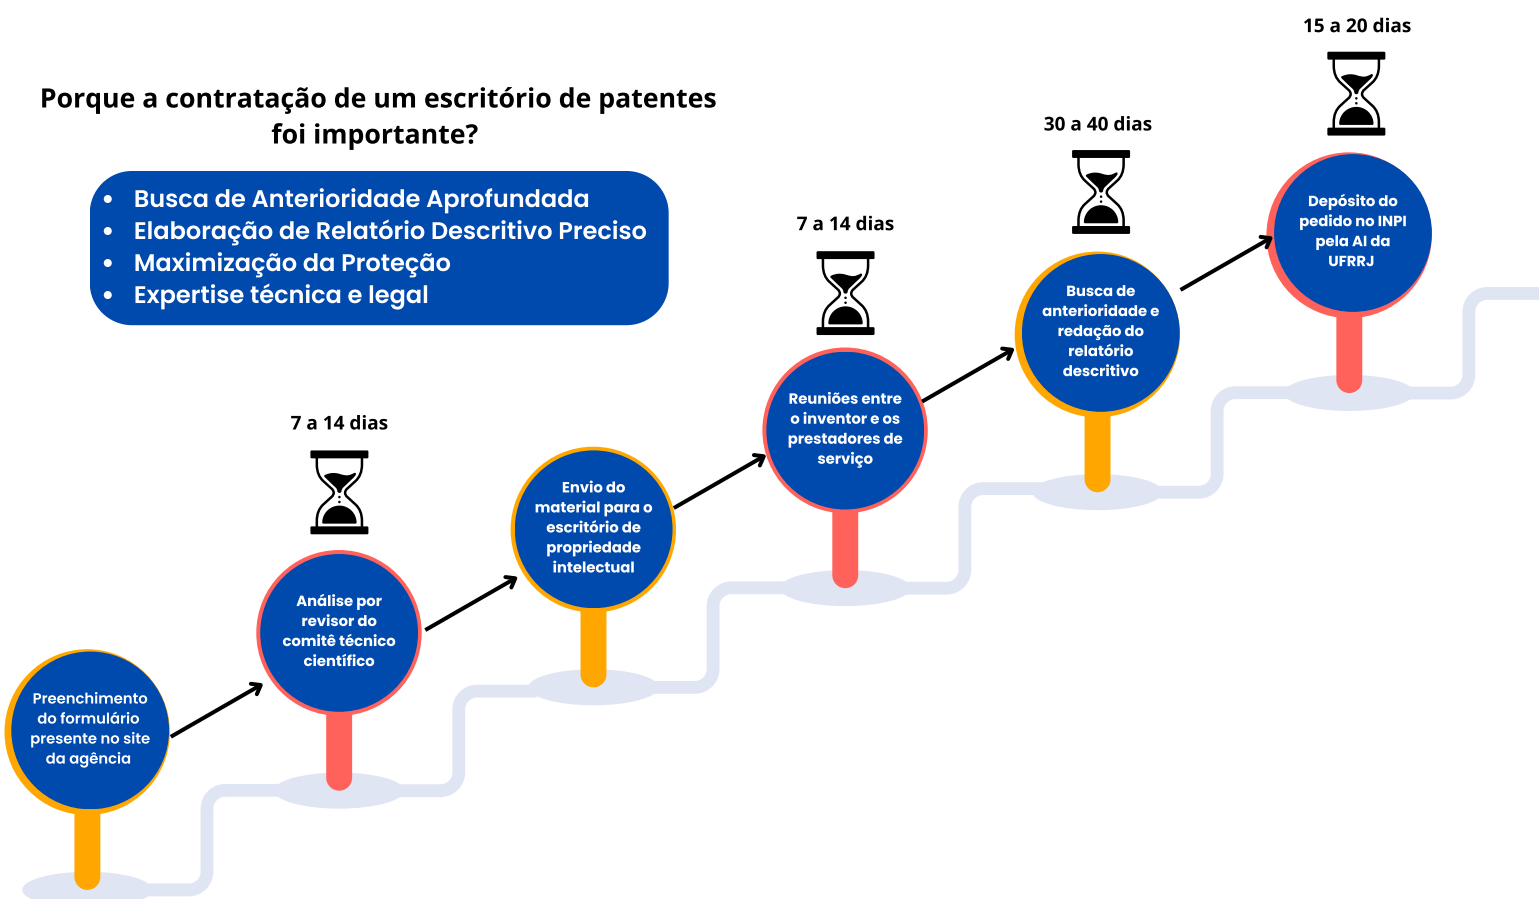 Porque a contratação de um escritório de patentes
foi importante?
• Busca de Anterioridade Aprofundada
• Elaboração de Relatório Descritivo Preciso
• Maximização da Proteção
• Expertise técnica e legal
Preenchimento
do formulário
presente no site
da agência
7 a 14 dias
Análise por
revisor do
comitê técnico
científico
Envio do
material para o
escritório de
propriedade
intelectual
7 a 14 dias
Reuniões entre
o inventor e os
prestadores de
serviço
30 a 40 dias
Busca de
anterioridade e
redação do
relatório
descritivo
15 a 20 dias
Depósito do
pedido no INPI
pela AI da
UFRRJ